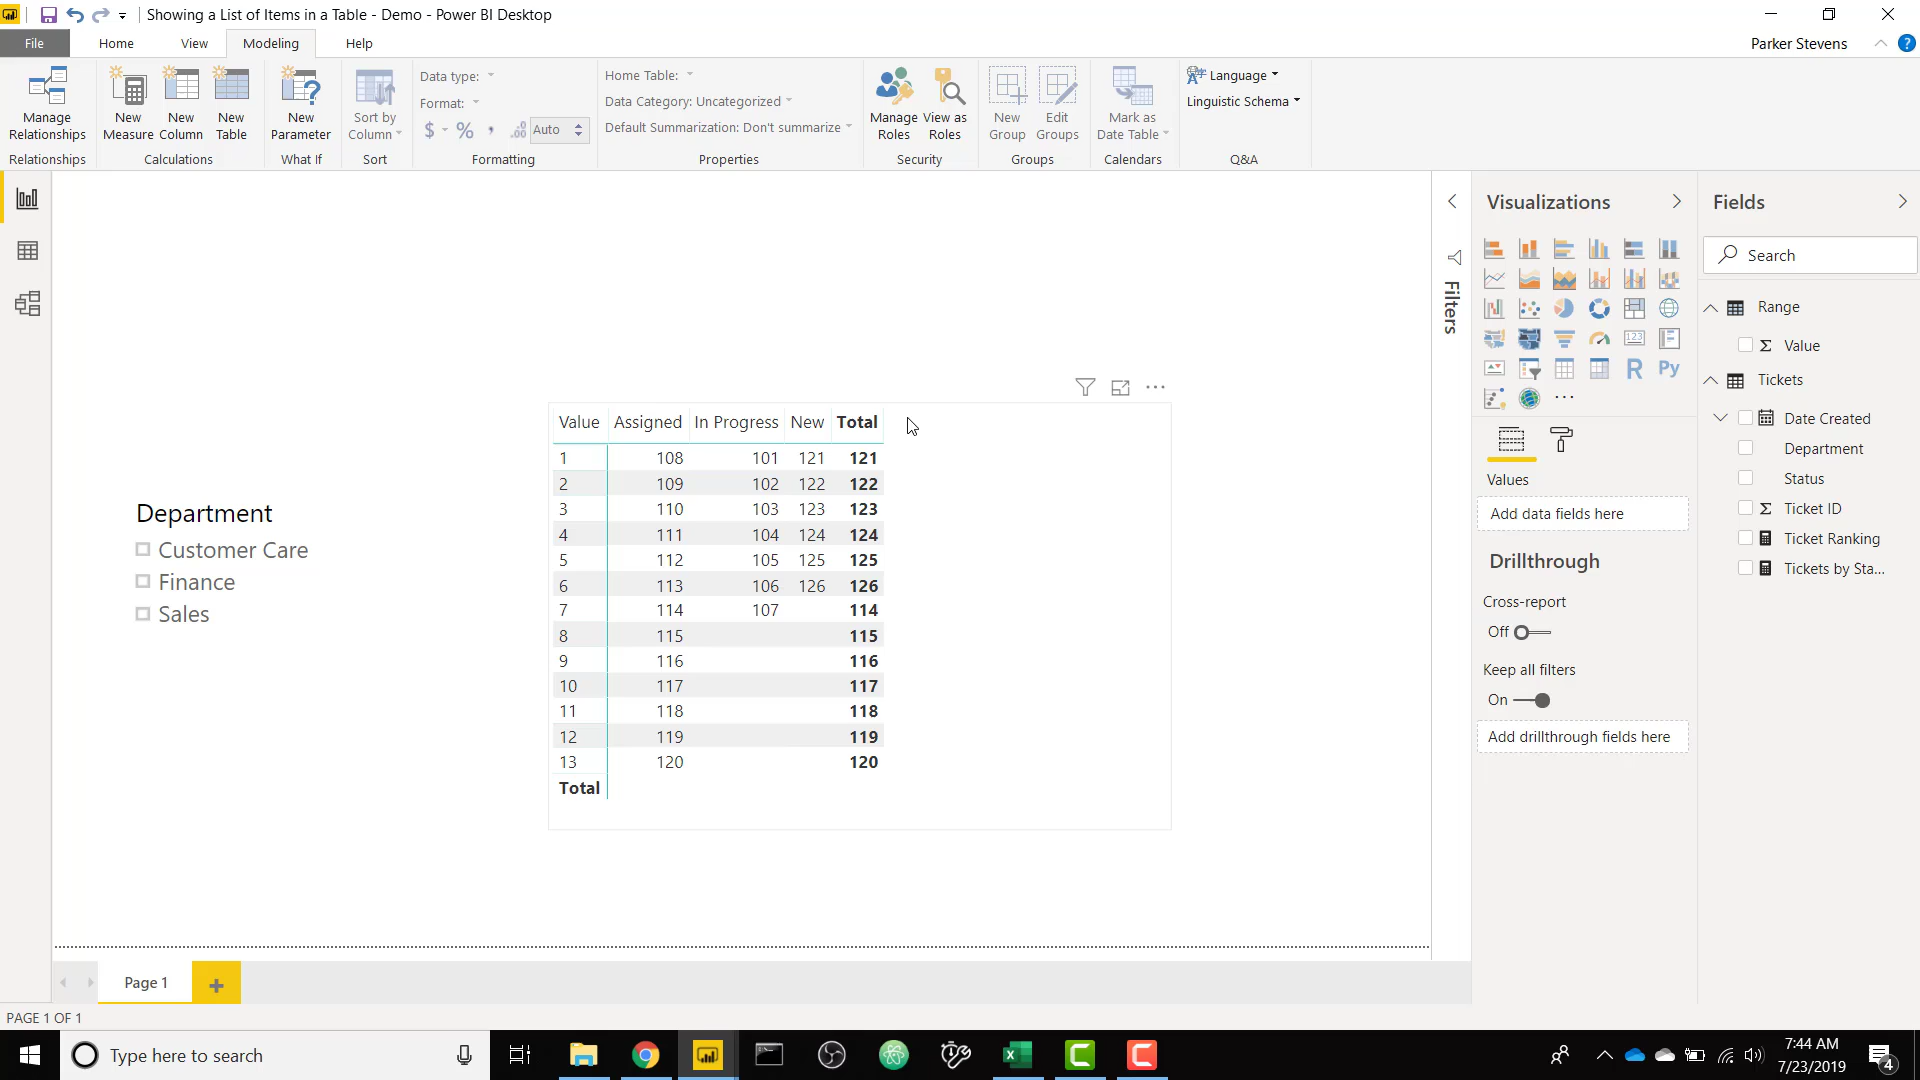 Showing a List of Items in a Table - Demo - Power BI Desktop
File Home View Modeling Help Parker Stevens ?
Manage Relationships
New Measure
New Column
New Table
New Parameter
Sort by Column
Data type:
Format:
$ % , .00 Auto
Home Table:
Data Category: Uncategorized
Default Summarization: Don't summarize
Manage Roles
View as Roles
New Group
Edit Groups
Mark as Date Table
Language
Linguistic Schema
Relationships Calculations What If Sort Formatting Properties Security Groups Calendars Q&A
Department
Customer Care
Finance
Sales
Value Assigned In Progress New Total
1 108 101 121 121
2 109 102 122 122
3 110 103 123 123
4 111 104 124 124
5 112 105 125 125
6 113 106 126 126
7 114 107 114
8 115 115
9 116 116
10 117 117
11 118 118
12 119 119
13 120 120
Total
Filters
Visualizations
123
R Py
Values
Add data fields here
Drillthrough
Cross-report
Off
Keep all filters
On
Add drillthrough fields here
Fields
Search
Range
Σ Value
Tickets
Date Created
Department
Status
Σ Ticket ID
Ticket Ranking
Tickets by Sta...
Page 1 +
PAGE 1 OF 1
Type here to search
7:44 AM
7/23/2019
4